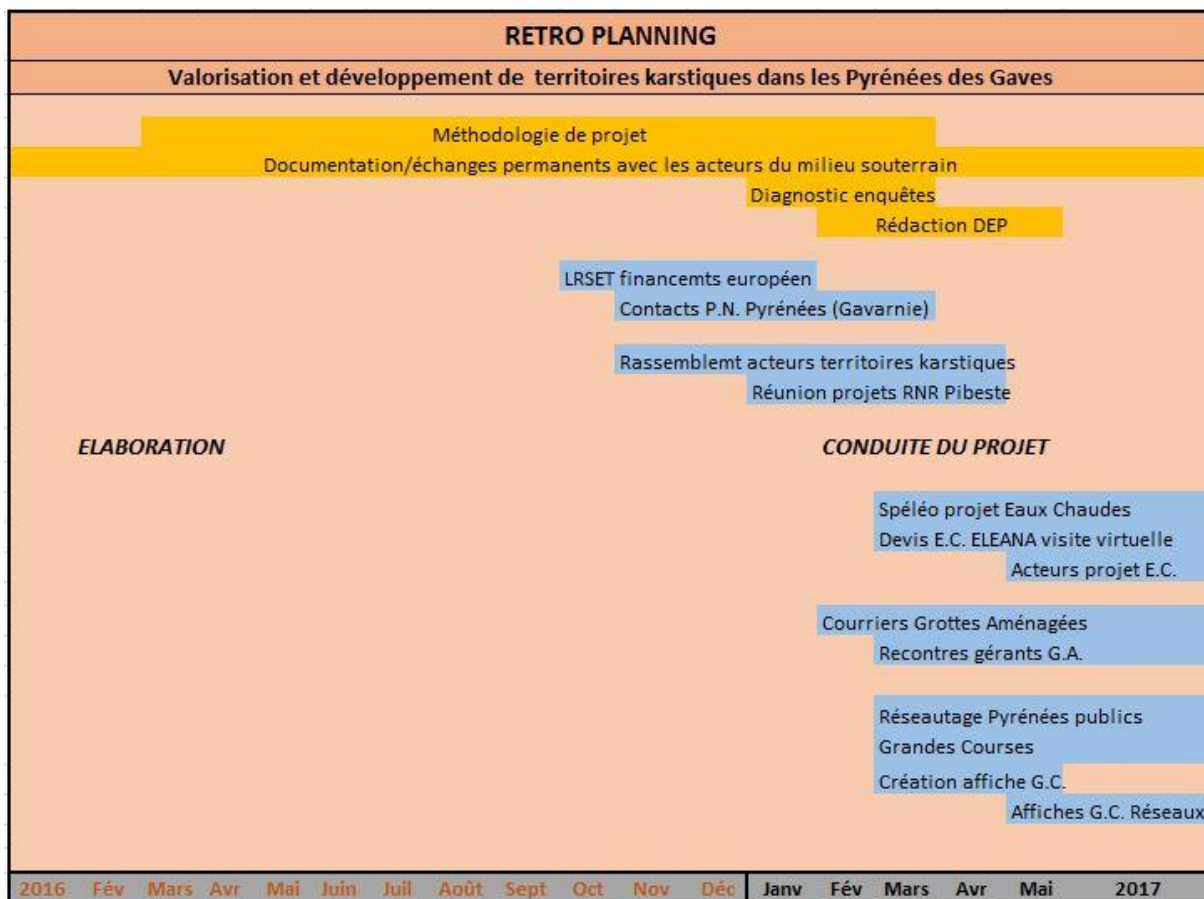 RETRO PLANNING
Valorisation et développement de territoires karstiques dans les Pyrénées des Gaves
Méthodologie de projet
Documentation/échanges permanents avec les acteurs du milieu souterrain
Diagnostic enquêtes
Rédaction DEP
LRSET financemts européen
Contacts P.N. Pyrénées (Gavarnie)
Rassemblemt acteurs territoires karstiques
Réunion projets RNR Pibeste
ELABORATION CONDUITE DU PROJET
Spéléo projet Eaux Chaudes
Devis E.C. ELEANA visite virtuelle
Acteurs projet E.C.
Courriers Grottes Aménagées
Recontres gérants G.A.
Réseautage Pyrénées publics
Grandes Courses
Création affiche G.C.
Affiches G.C. Réseaux
2016 Fév Mars Avr Mai Juin Juil Août Sept Oct Nov Déc Janv Fév Mars Avr Mai 2017